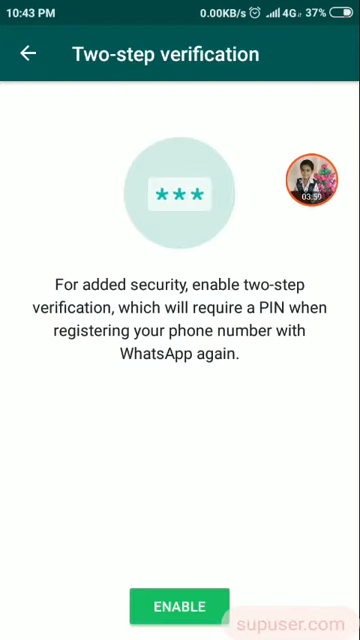 10:43 PM 0.00KB/s 4G 37%
Two-step verification
***
03:59
For added security, enable two-step
verification, which will require a PIN when
registering your phone number with
WhatsApp again.
ENABLE
supuser.com